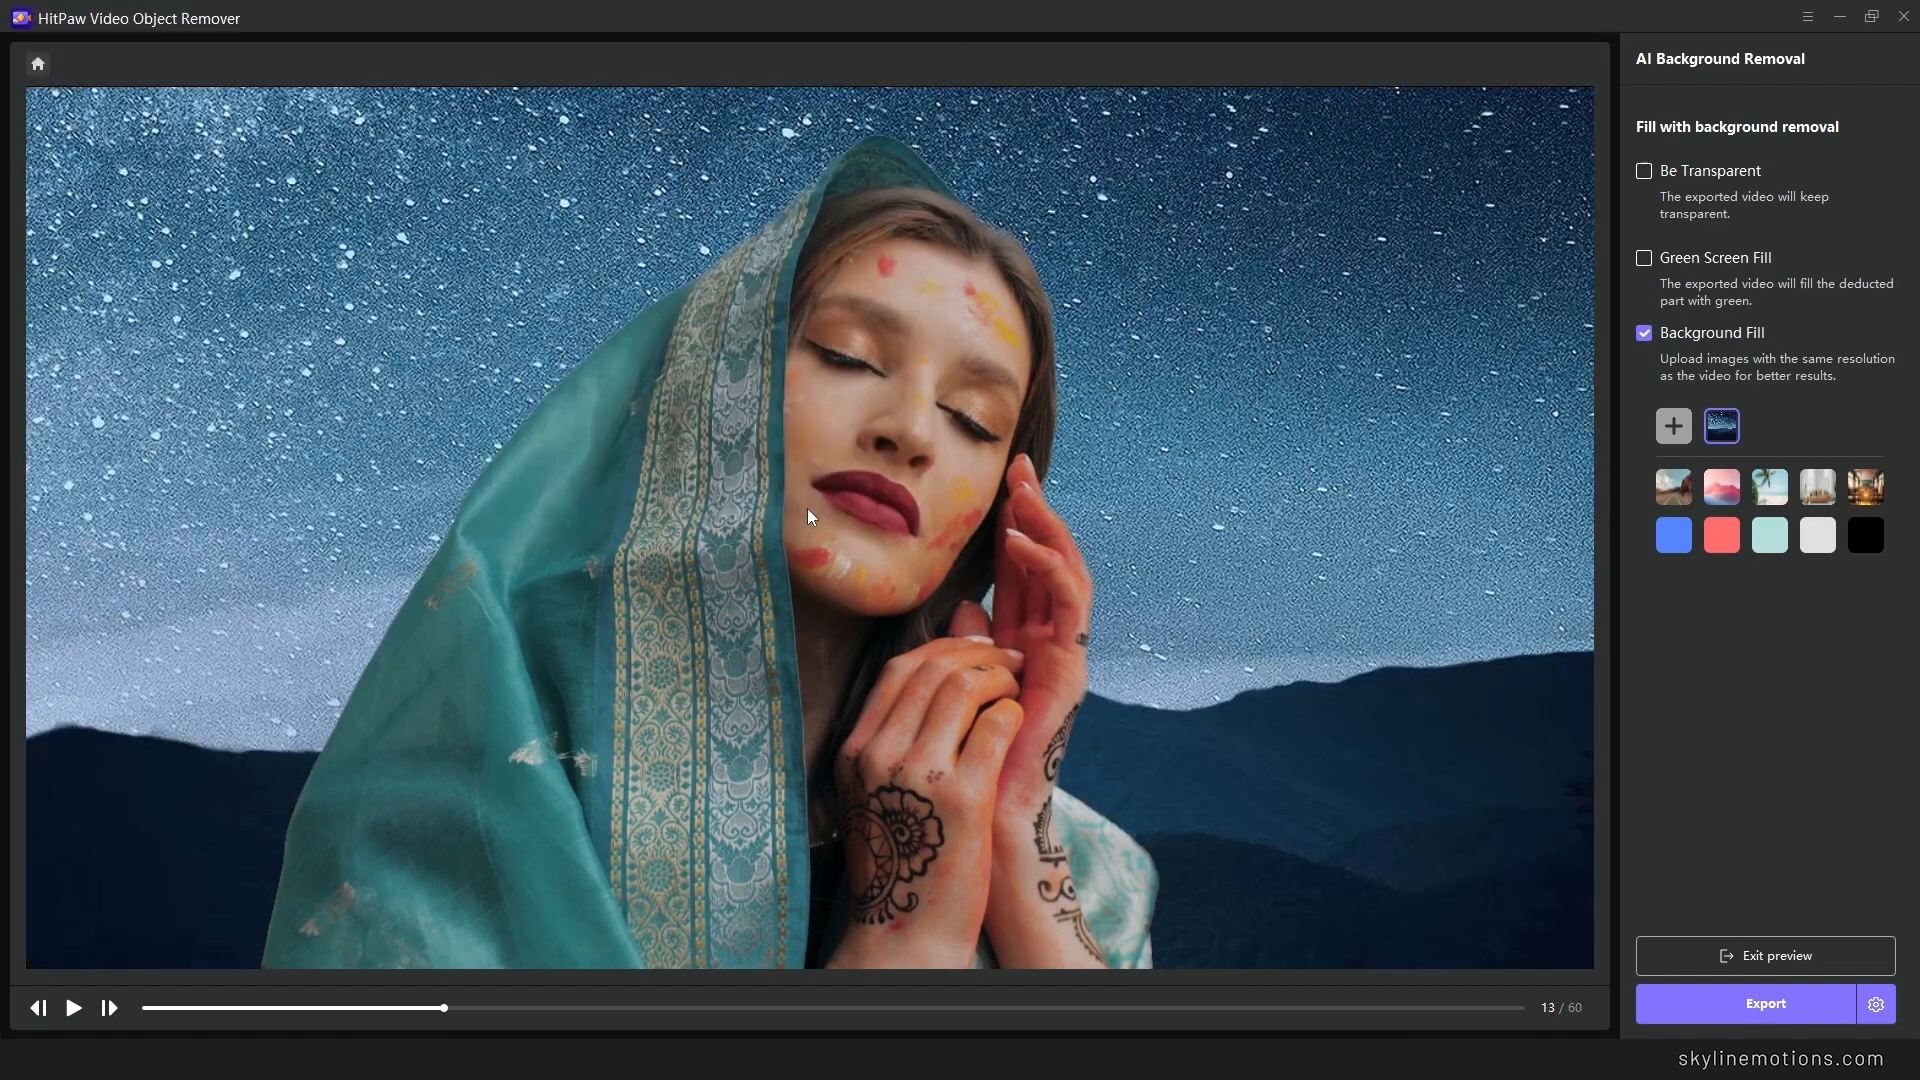 HitPaw Video Object Remover
AI Background Removal
Fill with background removal
Be Transparent
The exported video will keep
transparent.
Green Screen Fill
The exported video will fill the deducted
part with green.
Background Fill
Upload images with the same resolution
as the video for better results.
Exit preview
13 / 60
Export
skylinemotions.com